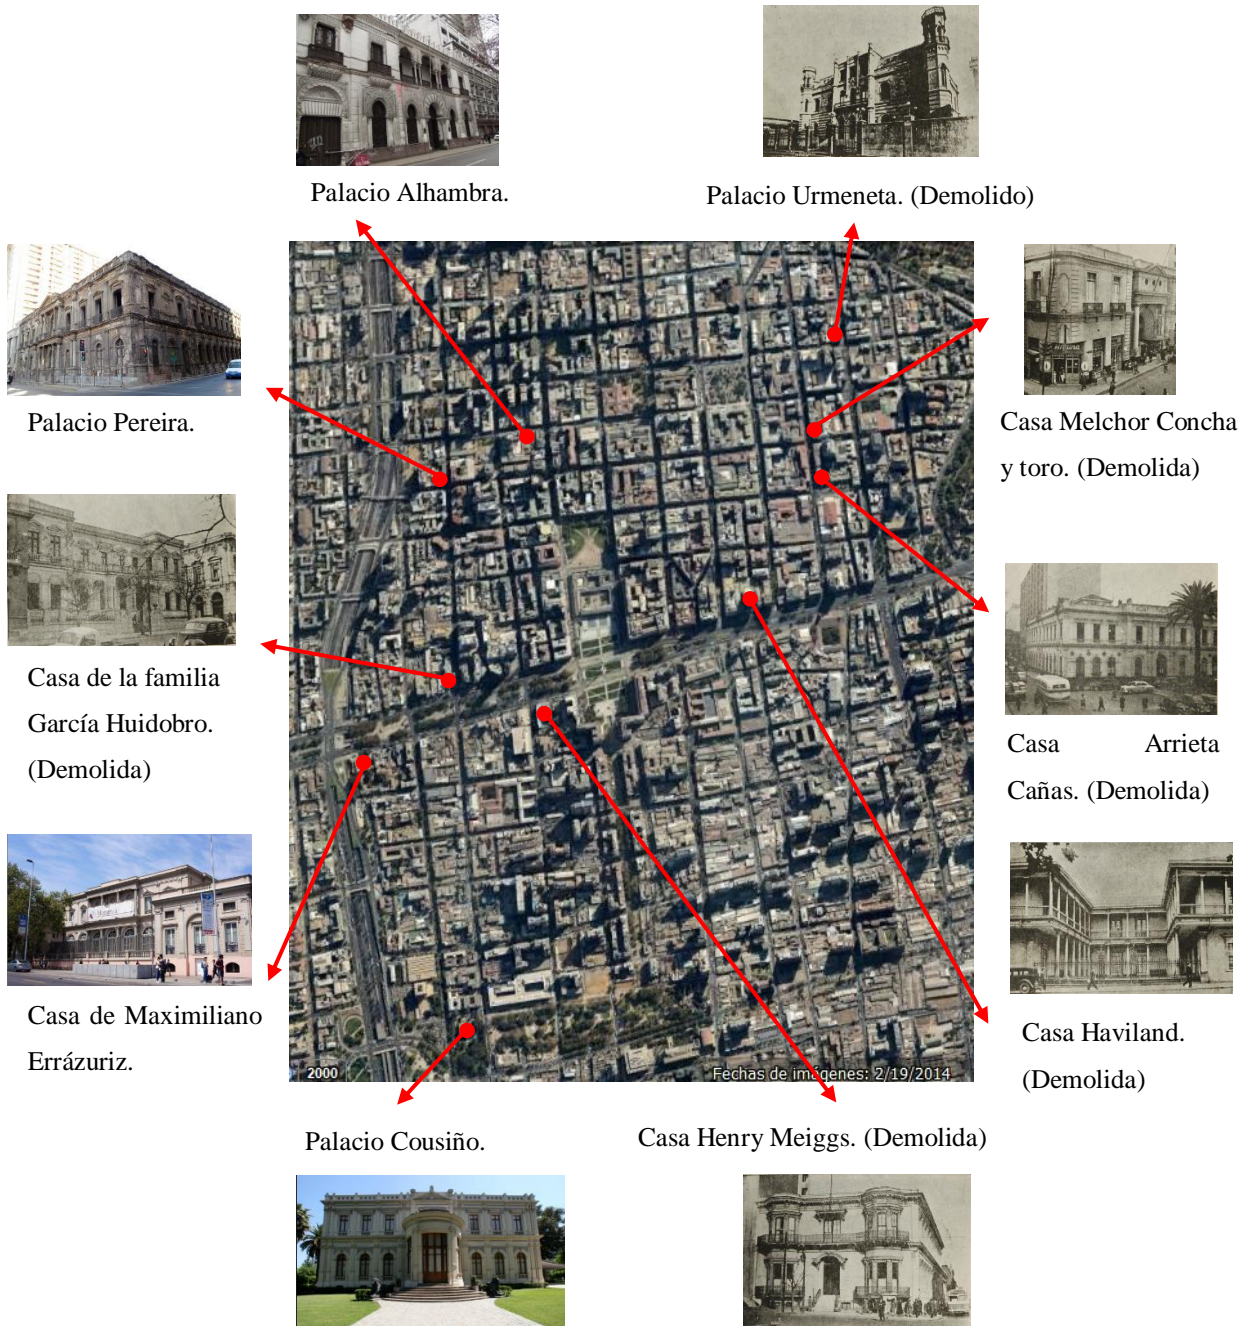 Palacio Alhambra.
Palacio Urmeneta. (Demolido)
Palacio Pereira.
Casa Melchor Concha
y toro. (Demolida)
Casa de la familia
García Huidobro.
(Demolida)
Casa Arrieta
Cañas. (Demolida)
Casa de Maximiliano
Errázuriz.
Casa Haviland.
(Demolida)
2000
Fechas de imágenes: 2/19/2014
Palacio Cousiño.
Casa Henry Meiggs. (Demolida)